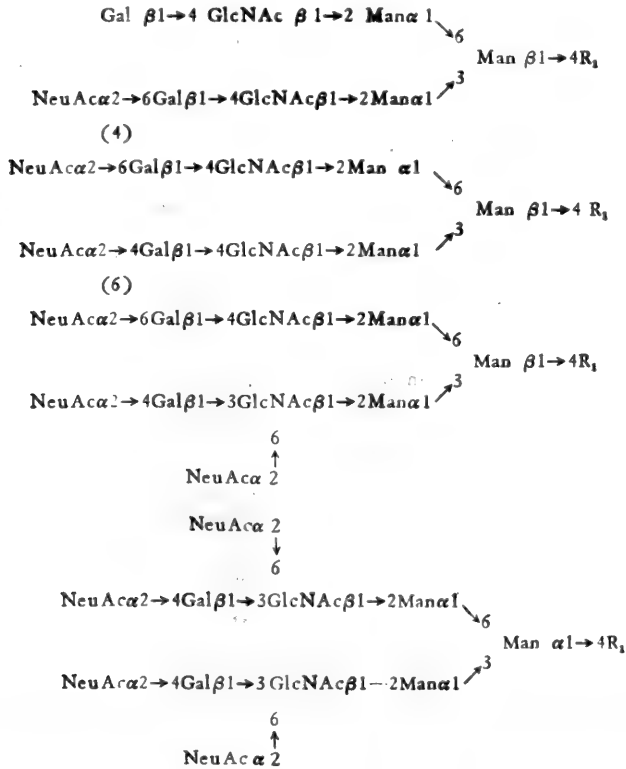 Gal β1→4 GlcNAc β1→2 Manα1
↘6
Man β1→4R₁
↗3
NeuAcα2→6Galβ1→4GlcNAcβ1→2Manα1
(4)
NeuAcα2→6Galβ1→4GlcNAcβ1→2Man α1
↘6
Man β1→4 R₁
↗3
NeuAcα2→4Galβ1→4GlcNAcβ1→2Manα1
(6)
NeuAcα2→6Galβ1→4GlcNAcβ1→2Manα1
↘6
Man β1→4R₁
↗3
NeuAcα2→4Galβ1→3GlcNAcβ1→2Manα1
6
↑
NeuAcα 2
NeuAcα 2
↓
6
NeuAcα2→4Galβ1→3GlcNAcβ1→2Manα1
↘6
Man α1→4R₁
↗3
NeuAcα2→4Galβ1→3 GlcNAcβ1--2Manα1
6
↑
NeuAc α 2